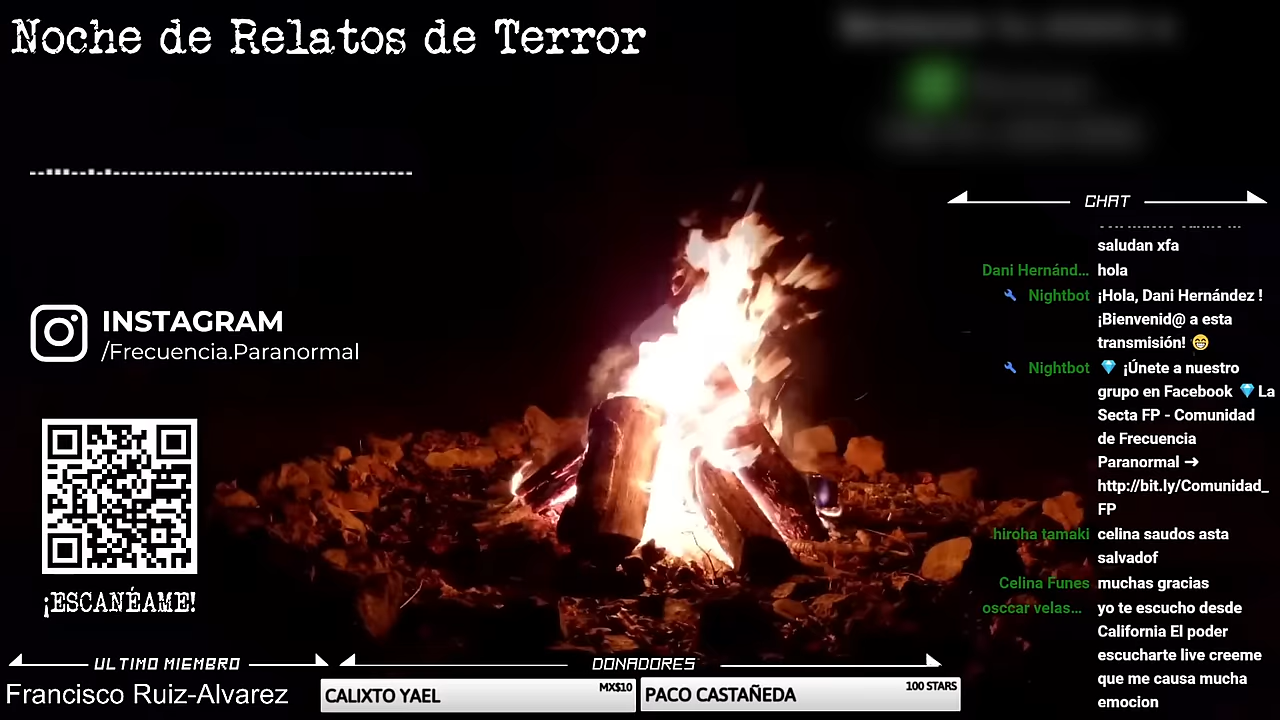 Noche de Relatos de Terror
INSTAGRAM
/Frecuencia.Paranormal
¡ESCANÉAME!
ULTIMO MIEMBRO
Francisco Ruiz-Alvarez
DONADORES
CALIXTO YAEL
MX$10
PACO CASTAÑEDA
100 STARS
CHAT
saludan xfa
Dani Hernánd... hola
Nightbot ¡Hola, Dani Hernández !
¡Bienvenid@ a esta
transmisión! 😁
Nightbot 💎 ¡Únete a nuestro
grupo en Facebook 💎 La
Secta FP - Comunidad
de Frecuencia
Paranormal ➜
http://bit.ly/Comunidad_
FP
hiroha tamaki celina saudos asta
salvadof
Celina Funes muchas gracias
osccar velas... yo te escucho desde
California El poder
escucharte live creeme
que me causa mucha
emocion